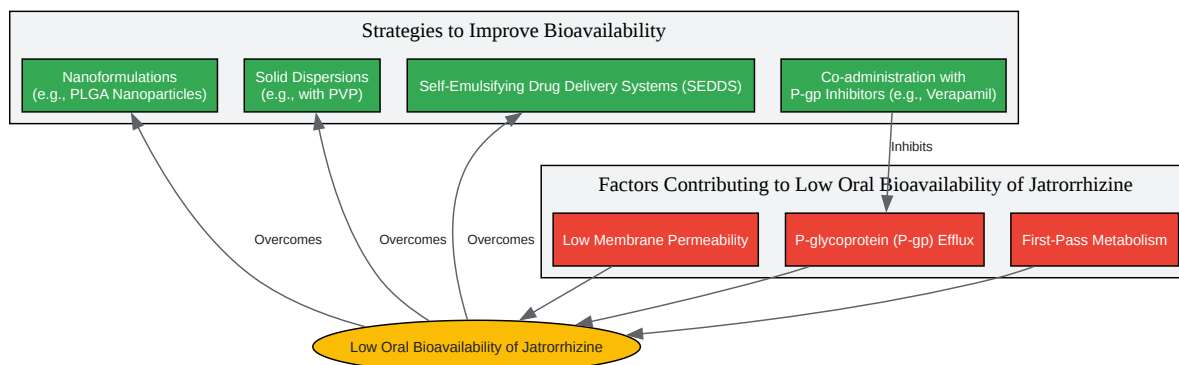 Strategies to Improve Bioavailability
Nanoformulations
(e.g., PLGA Nanoparticles)
Solid Dispersions
(e.g., with PVP)
Self-Emulsifying Drug Delivery Systems (SEDDS)
Co-administration with
P-gp Inhibitors (e.g., Verapamil)
Inhibits
Factors Contributing to Low Oral Bioavailability of Jatrorrhizine
Low Membrane Permeability
P-glycoprotein (P-gp) Efflux
First-Pass Metabolism
Overcomes
Overcomes
Overcomes
Low Oral Bioavailability of Jatrorrhizine